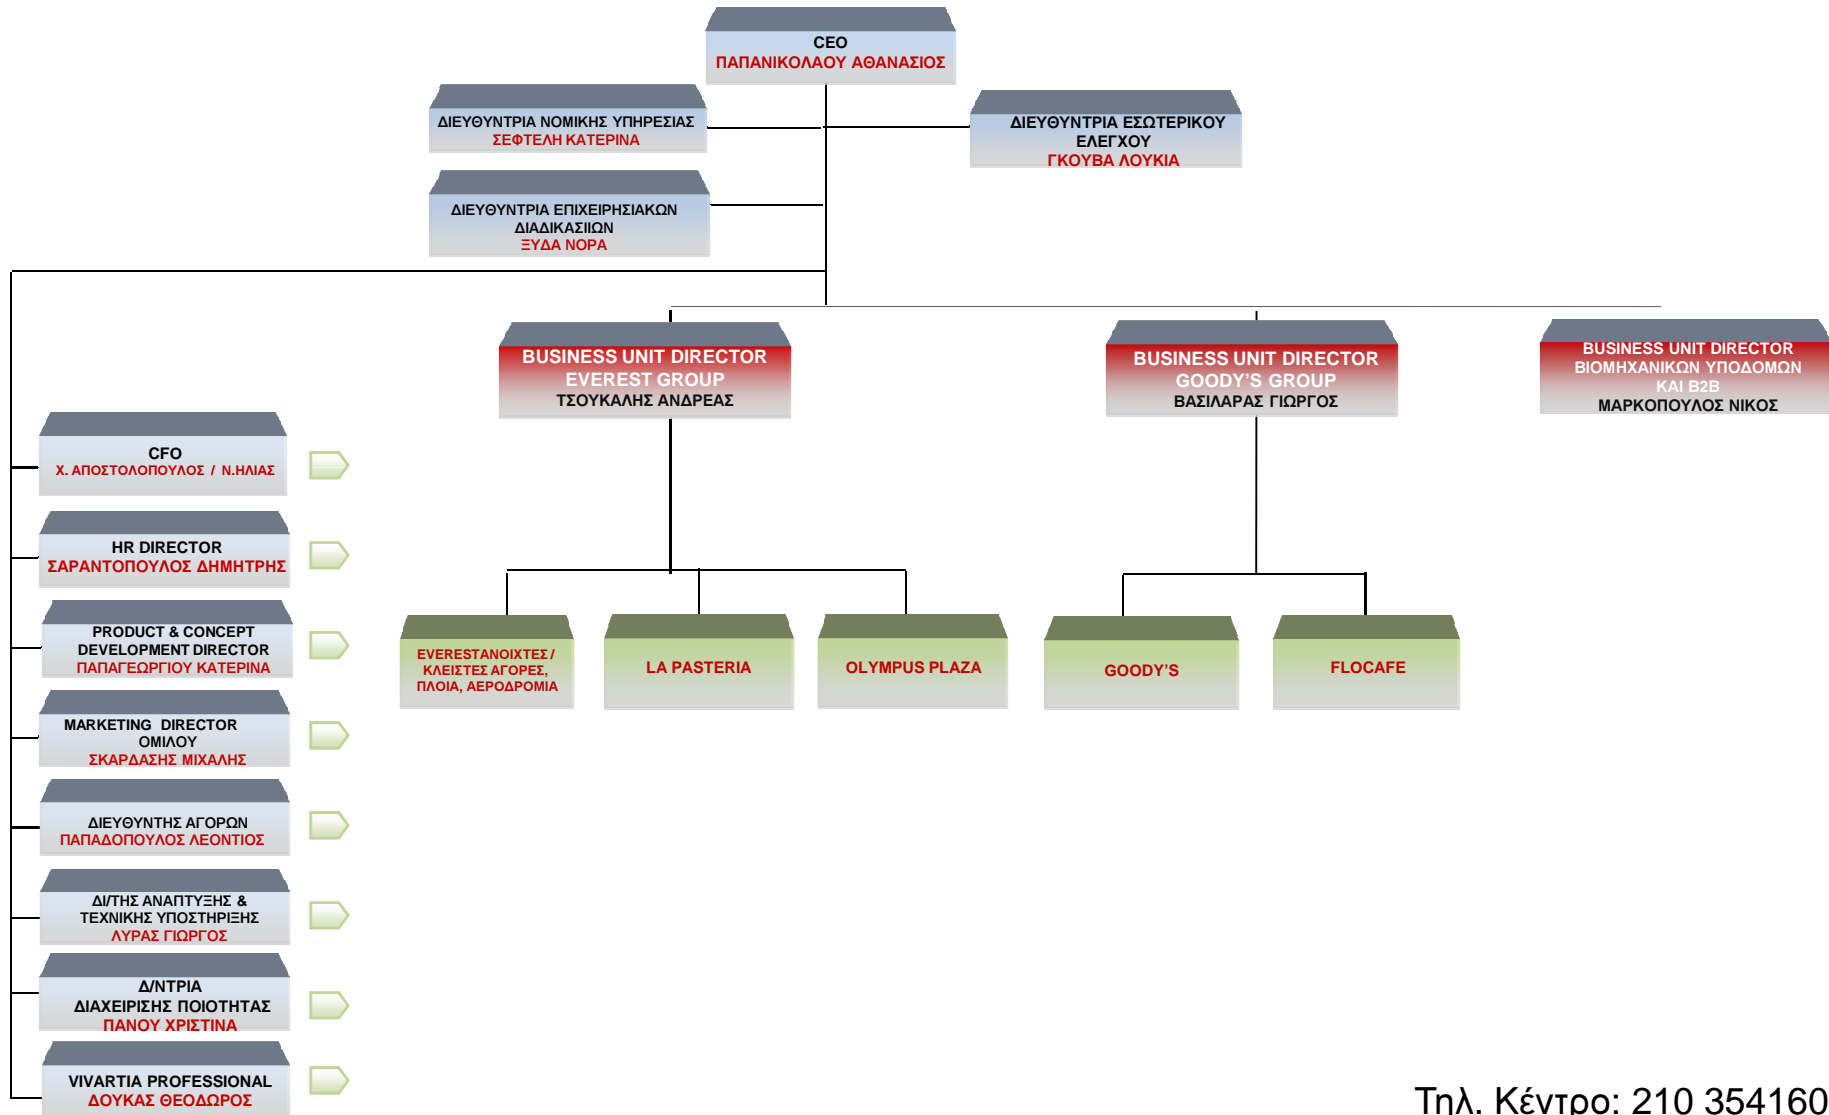 CEO
ΠΑΠΑΝΙΚΟΛΑΟΥ ΑΘΑΝΑΣΙΟΣ
ΔΙΕΥΘΥΝΤΡΙΑ ΝΟΜΙΚΗΣ ΥΠΗΡΕΣΙΑΣ
ΣΕΦΤΕΛΗ ΚΑΤΕΡΙΝΑ
ΔΙΕΥΘΥΝΤΡΙΑ ΕΣΩΤΕΡΙΚΟΥ
ΕΛΕΓΧΟΥ
ΓΚΟΥΒΑ ΛΟΥΚΙΑ
ΔΙΕΥΘΥΝΤΡΙΑ ΕΠΙΧΕΙΡΗΣΙΑΚΩΝ
ΔΙΑΔΙΚΑΣΙΙΩΝ
ΞΥΔΑ ΝΟΡΑ
BUSINESS UNIT DIRECTOR
EVEREST GROUP
ΤΣΟΥΚΑΛΗΣ ΑΝΔΡΕΑΣ
BUSINESS UNIT DIRECTOR
GOODY'S GROUP
ΒΑΣΙΛΑΡΑΣ ΓΙΩΡΓΟΣ
BUSINESS UNIT DIRECTOR
ΒΙΟΜΗΧΑΝΙΚΩΝ ΥΠΟΔΟΜΩΝ
ΚΑΙ B2B
ΜΑΡΚΟΠΟΥΛΟΣ ΝΙΚΟΣ
CFO
Χ. ΑΠΟΣΤΟΛΟΠΟΥΛΟΣ / Ν.ΗΛΙΑΣ
HR DIRECTOR
ΣΑΡΑΝΤΟΠΟΥΛΟΣ ΔΗΜΗΤΡΗΣ
PRODUCT & CONCEPT
DEVELOPMENT DIRECTOR
ΠΑΠΑΓΕΩΡΓΙΟΥ ΚΑΤΕΡΙΝΑ
MARKETING DIRECTOR
ΟΜΙΛΟΥ
ΣΚΑΡΔΑΣΗΣ ΜΙΧΑΛΗΣ
ΔΙΕΥΘΥΝΤΗΣ ΑΓΟΡΩΝ
ΠΑΠΑΔΟΠΟΥΛΟΣ ΛΕΟΝΤΙΟΣ
ΔΙ/ΤΗΣ ΑΝΑΠΤΥΞΗΣ &
ΤΕΧΝΙΚΗΣ ΥΠΟΣΤΗΡΙΞΗΣ
ΛΥΡΑΣ ΓΙΩΡΓΟΣ
Δ/ΝΤΡΙΑ
ΔΙΑΧΕΙΡΙΣΗΣ ΠΟΙΟΤΗΤΑΣ
ΠΑΝΟΥ ΧΡΙΣΤΙΝΑ
VIVARTIA PROFESSIONAL
ΔΟΥΚΑΣ ΘΕΟΔΩΡΟΣ
EVERESTΑΝΟΙΧΤΕΣ /
ΚΛΕΙΣΤΕΣ ΑΓΟΡΕΣ,
ΠΛΟΙΑ, ΑΕΡΟΔΡΟΜΙΑ
LA PASTERIA
OLYMPUS PLAZA
GOODY'S
FLOCAFE
Τηλ. Κέντρο: 210 354160